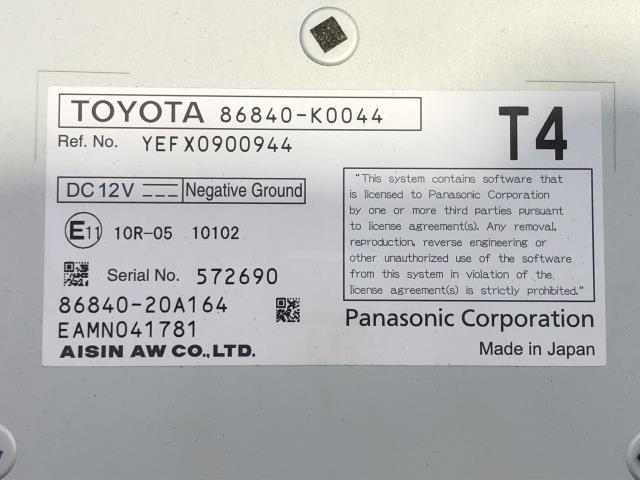 TOYOTA 86840-K0044
T4
Ref. No. YEFX0900944
DC12V Negative Ground
E11 10R-05 10102
Serial No. 572690
86840-20A164
EAMN041781
AISIN AW CO.,LTD.
"This system contains software that
is licensed to Panasonic Corporation
by one or more third parties pursuant
to license agreement(s). Any removal,
reproduction, reverse engineering or
other unauthorized use of the software
from this system in violation of the
license agreement(s) is strictly prohibited."
Panasonic Corporation
Made in Japan